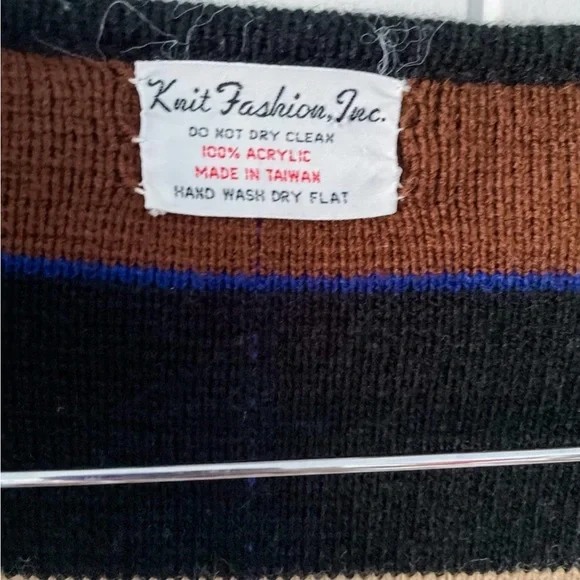 Knit Fashion, Inc.
DO NOT DRY CLEAN
100% ACRYLIC
MADE IN TAIWAN
HAND WASH DRY FLAT